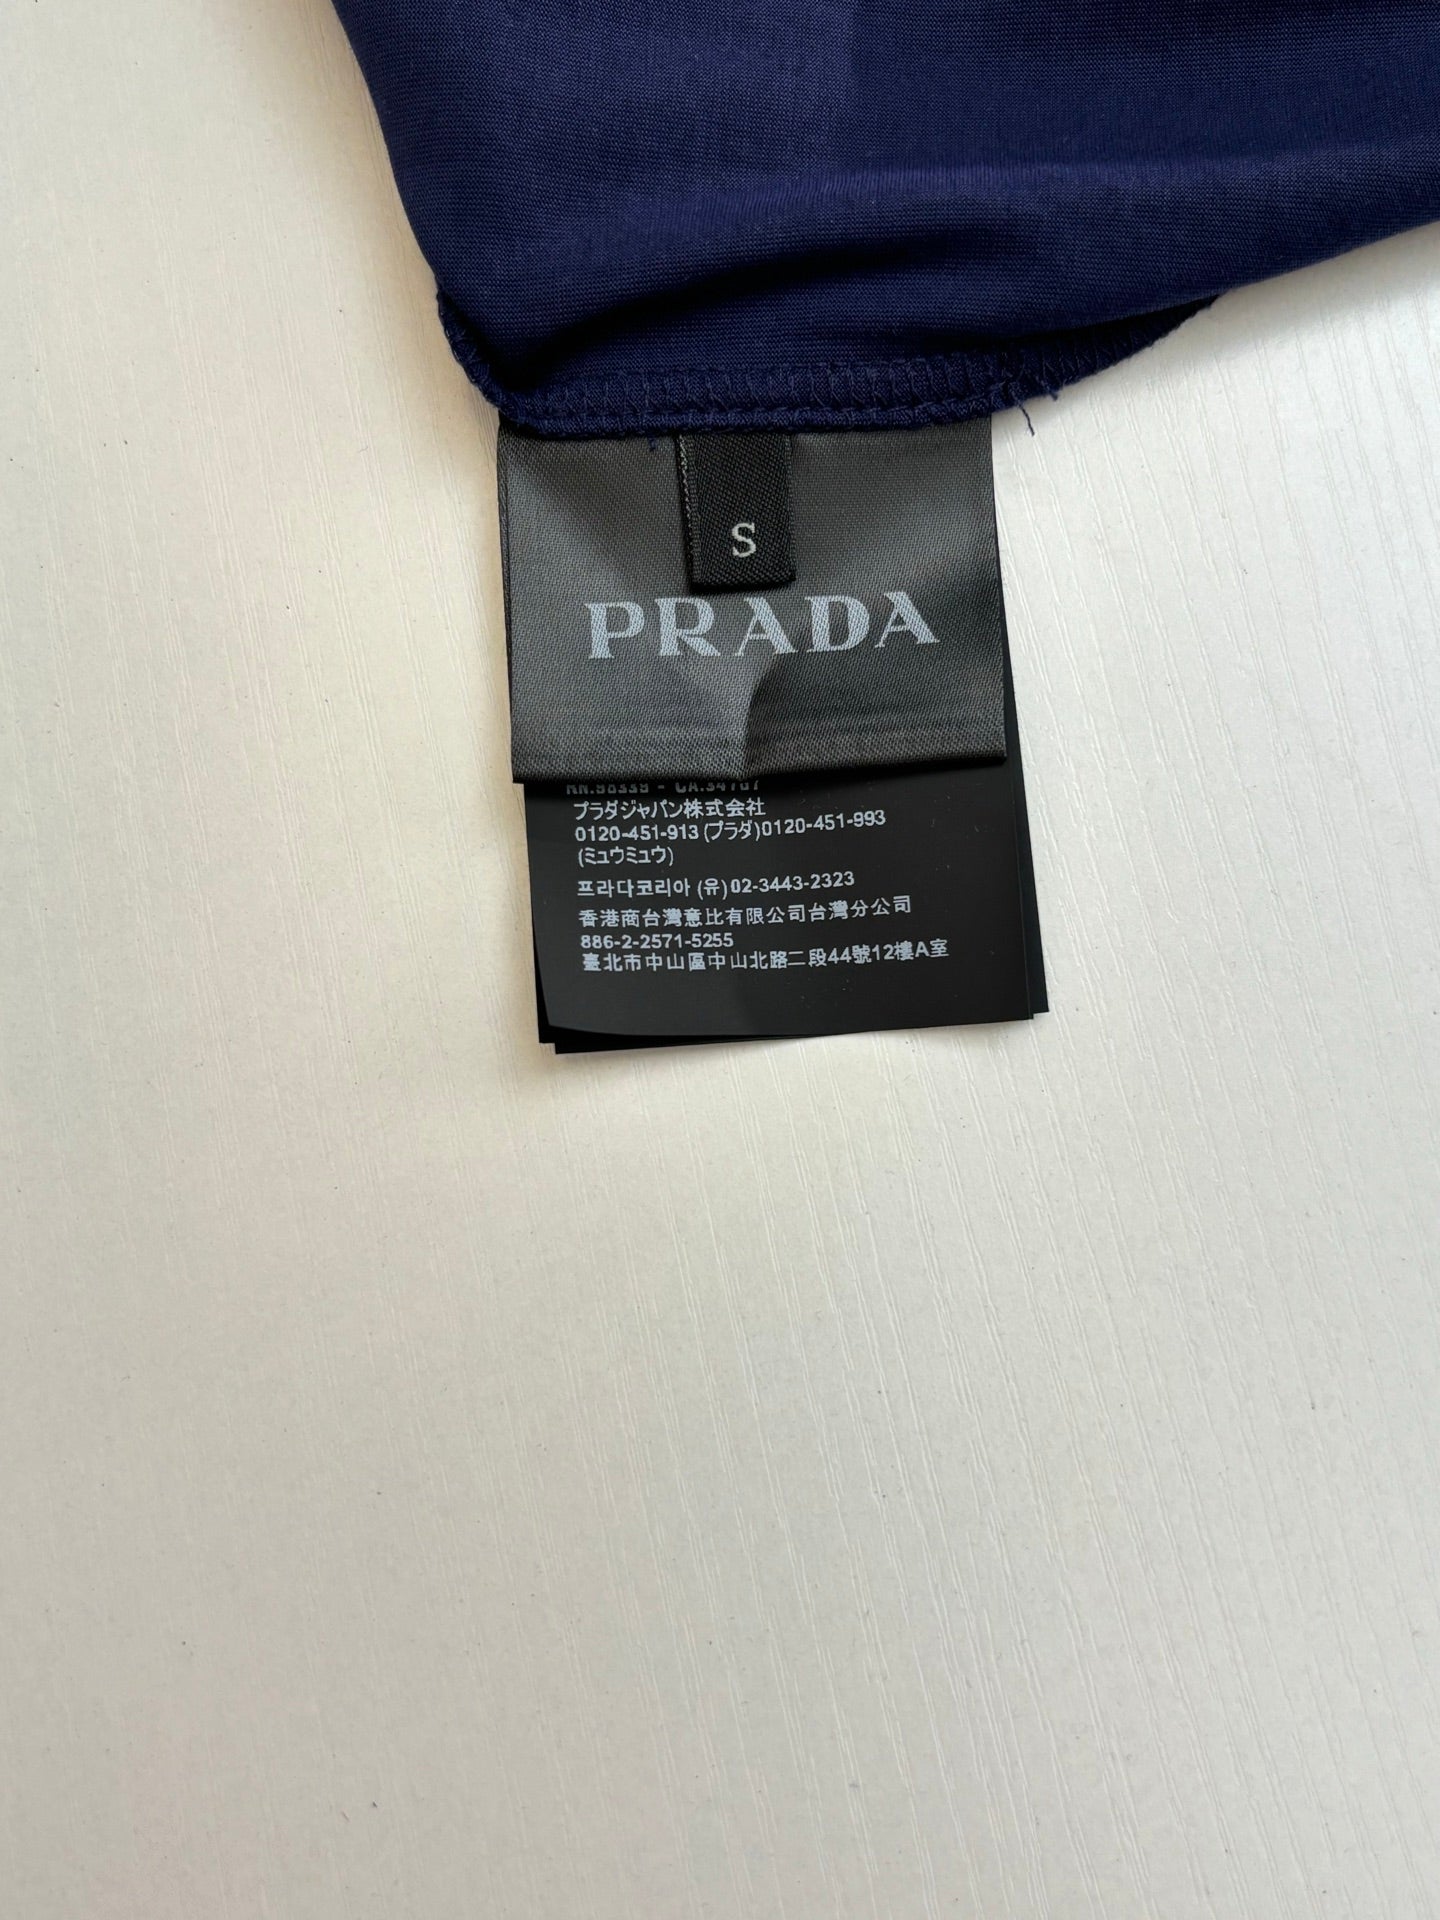 S
PRADA
RN.98339 - CA.34707
プラダジャパン株式会社
0120-451-913 (プラダ)0120-451-993
(ミュウミュウ)
프라다코리아 (유) 02-3443-2323
香港商台灣意比有限公司台灣分公司
886-2-2571-5255
臺北市中山區中山北路二段44號12樓A室